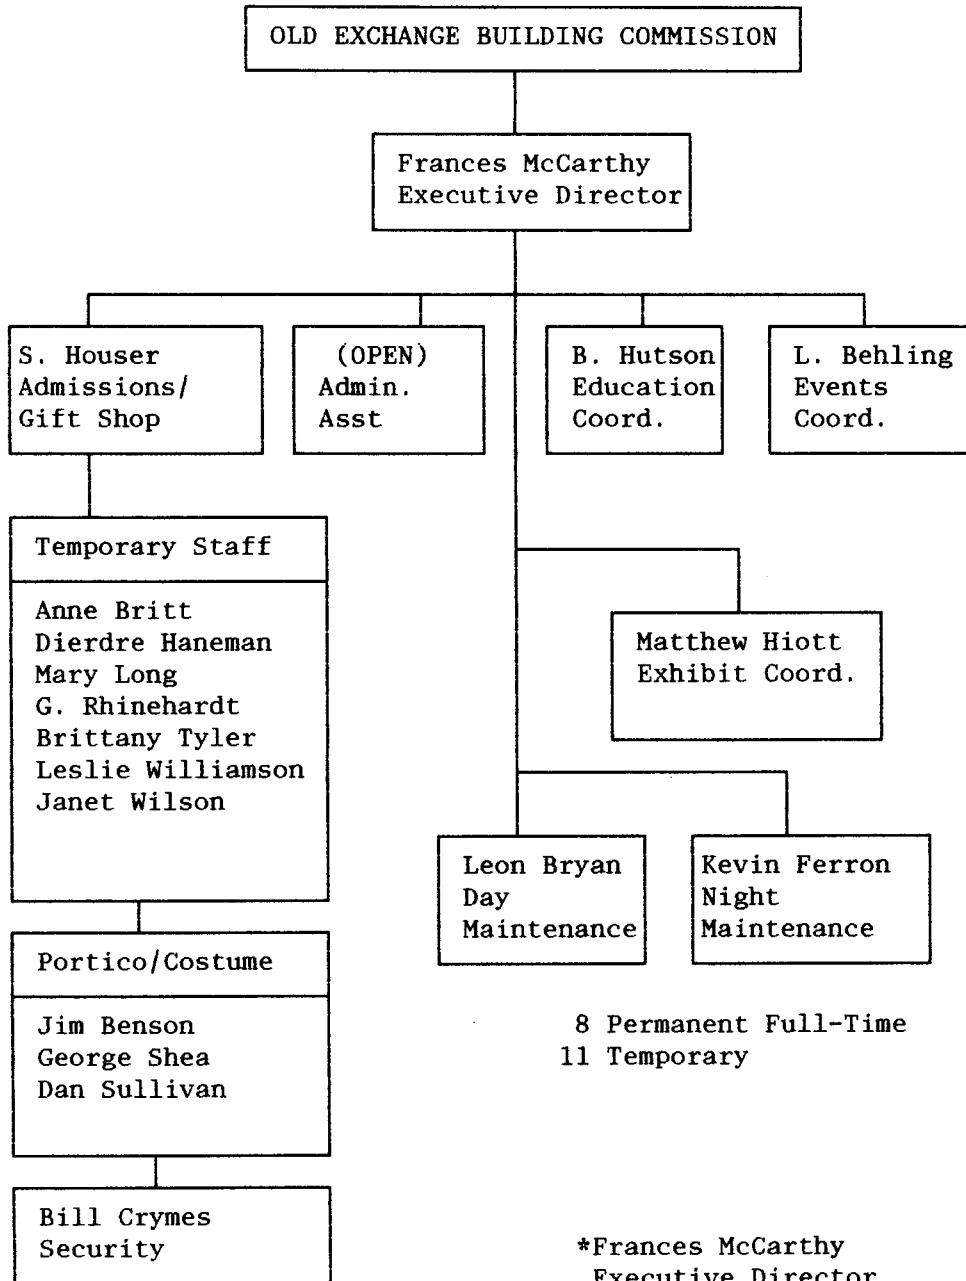 OLD EXCHANGE BUILDING COMMISSION
Frances McCarthy
Executive Director
S. Houser
Admissions/
Gift Shop
(OPEN)
Admin.
Asst
B. Hutson
Education
Coord.
L. Behling
Events
Coord.
Temporary Staff
Anne Britt
Dierdre Haneman
Mary Long
G. Rhinehardt
Brittany Tyler
Leslie Williamson
Janet Wilson
Matthew Hiott
Exhibit Coord.
Leon Bryan
Day
Maintenance
Kevin Ferron
Night
Maintenance
Portico/Costume
Jim Benson
George Shea
Dan Sullivan
8 Permanent Full-Time
11 Temporary
Bill Crymes
Security
*Frances McCarthy
Executive Director